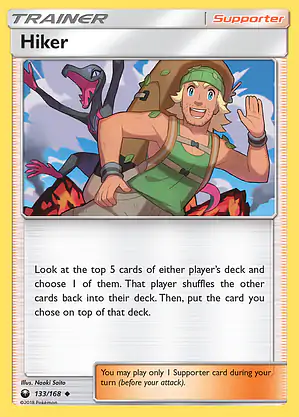 TRAINER
Supporter
Hiker
Look at the top 5 cards of either player's deck and
choose 1 of them. That player shuffles the other
cards back into their deck. Then, put the card you
chose on top of that deck.
You may play only 1 Supporter card during your
turn (before your attack).
Illus. Naoki Saito
133/168 ◆
©2018 Pokémon